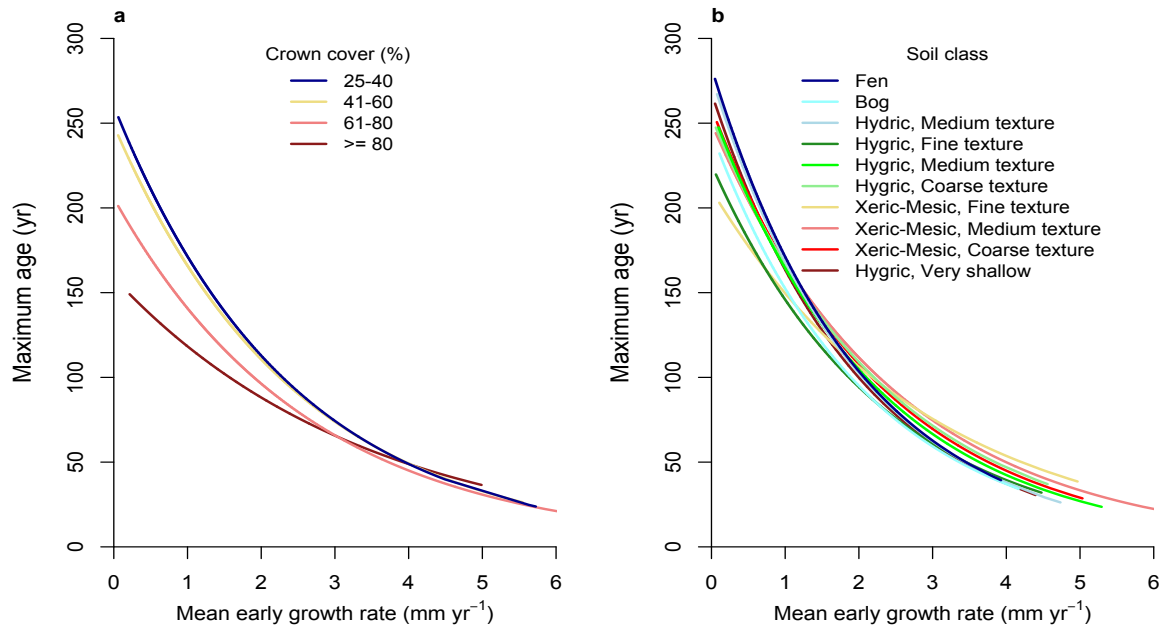 a
Crown cover (%)
25-40
41-60
61-80
>= 80
Maximum age (yr)
0
50
100
150
200
250
300
0 1 2 3 4 5 6
Mean early growth rate (mm yr⁻¹)
b
Soil class
Fen
Bog
Hydric, Medium texture
Hygric, Fine texture
Hygric, Medium texture
Hygric, Coarse texture
Xeric-Mesic, Fine texture
Xeric-Mesic, Medium texture
Xeric-Mesic, Coarse texture
Hygric, Very shallow
Maximum age (yr)
0
50
100
150
200
250
300
0 1 2 3 4 5 6
Mean early growth rate (mm yr⁻¹)